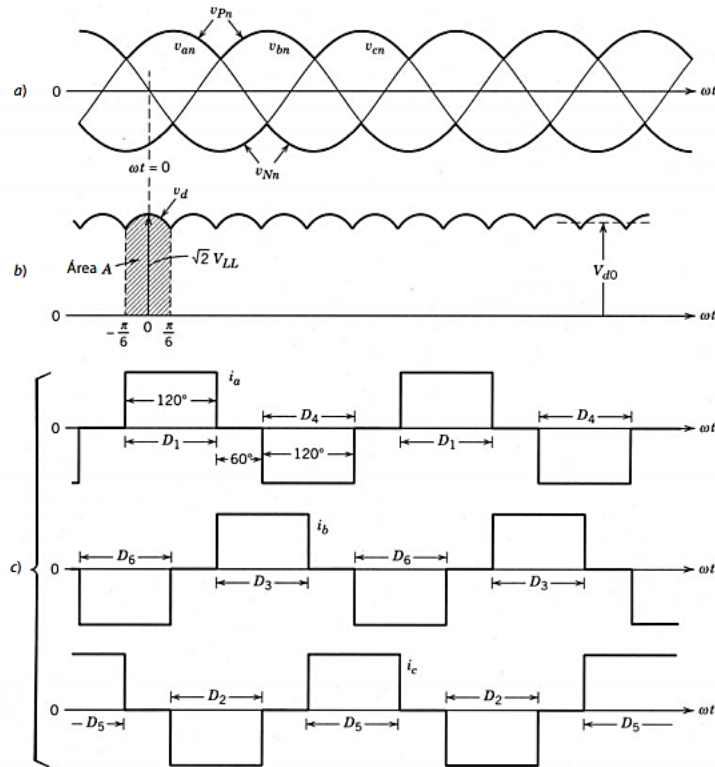 v_Pn
v_an v_bn v_cn
a) 0 ωt
v_Nn
ωt = 0
v_d
b) Área A √2 V_LL V_d0
0 ωt
-π/6 0 π/6
c)
i_a
120° D_4 D_4
0 ωt
D_1 60° 120° D_1
i_b
D_6 D_6
0 ωt
D_3 D_3
i_c
D_2 D_2
0 ωt
D_5 D_5 D_5